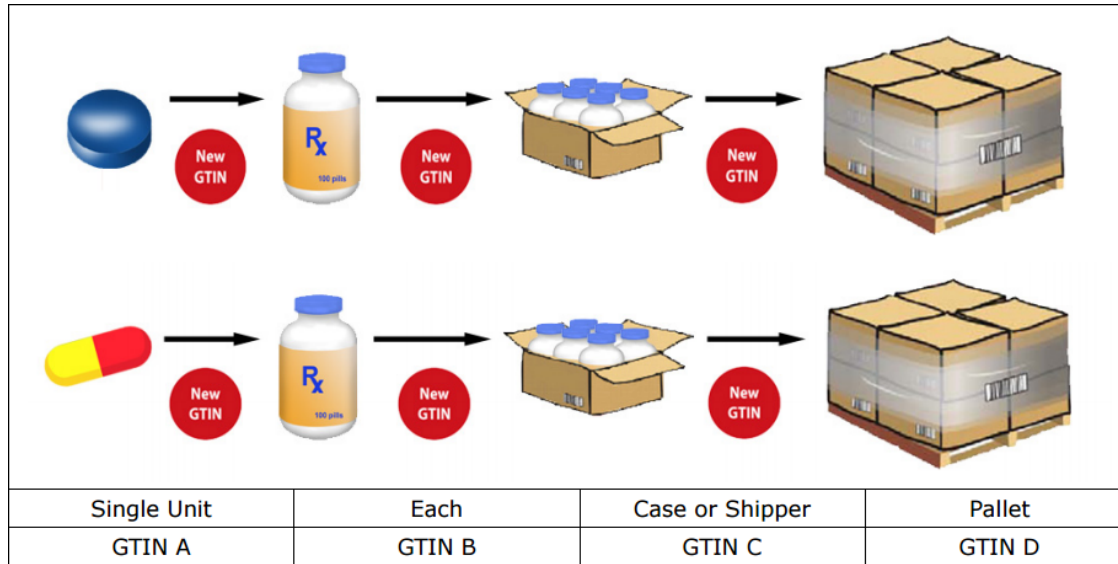 New
GTIN
Rx
100 pills
New
GTIN
New
GTIN
New
GTIN
Rx
100 pills
New
GTIN
New
GTIN
Single Unit
Each
Case or Shipper
Pallet
GTIN A
GTIN B
GTIN C
GTIN D